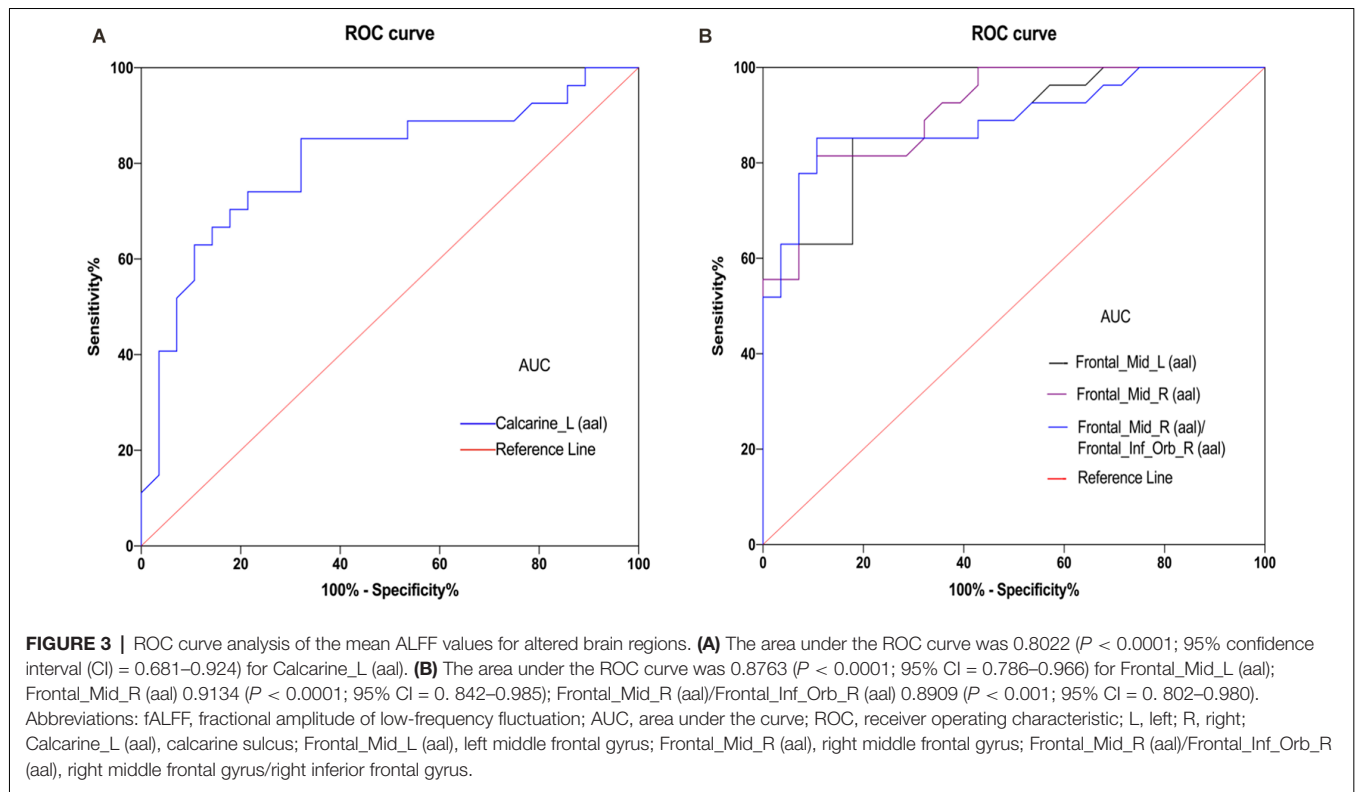 A
ROC curve
100
80
60
40
20
0
Sensitivity%
0
20
40
60
80
100
100% - Specificity%
AUC
Calcarine_L (aal)
Reference Line
B
ROC curve
100
80
60
40
20
0
Sensitivity%
0
20
40
60
80
100
100% - Specificity%
AUC
Frontal_Mid_L (aal)
Frontal_Mid_R (aal)
Frontal_Mid_R (aal)/
Frontal_Inf_Orb_R (aal)
Reference Line
FIGURE 3 | ROC curve analysis of the mean ALFF values for altered brain regions. (A) The area under the ROC curve was 0.8022 (P < 0.0001; 95% confidence
interval (CI) = 0.681–0.924) for Calcarine_L (aal). (B) The area under the ROC curve was 0.8763 (P < 0.0001; 95% CI = 0.786–0.966) for Frontal_Mid_L (aal);
Frontal_Mid_R (aal) 0.9134 (P < 0.0001; 95% CI = 0. 842–0.985); Frontal_Mid_R (aal)/Frontal_Inf_Orb_R (aal) 0.8909 (P < 0.001; 95% CI = 0. 802–0.980).
Abbreviations: fALFF, fractional amplitude of low-frequency fluctuation; AUC, area under the curve; ROC, receiver operating characteristic; L, left; R, right;
Calcarine_L (aal), calcarine sulcus; Frontal_Mid_L (aal), left middle frontal gyrus; Frontal_Mid_R (aal), right middle frontal gyrus; Frontal_Mid_R (aal)/Frontal_Inf_Orb_R
(aal), right middle frontal gyrus/right inferior frontal gyrus.